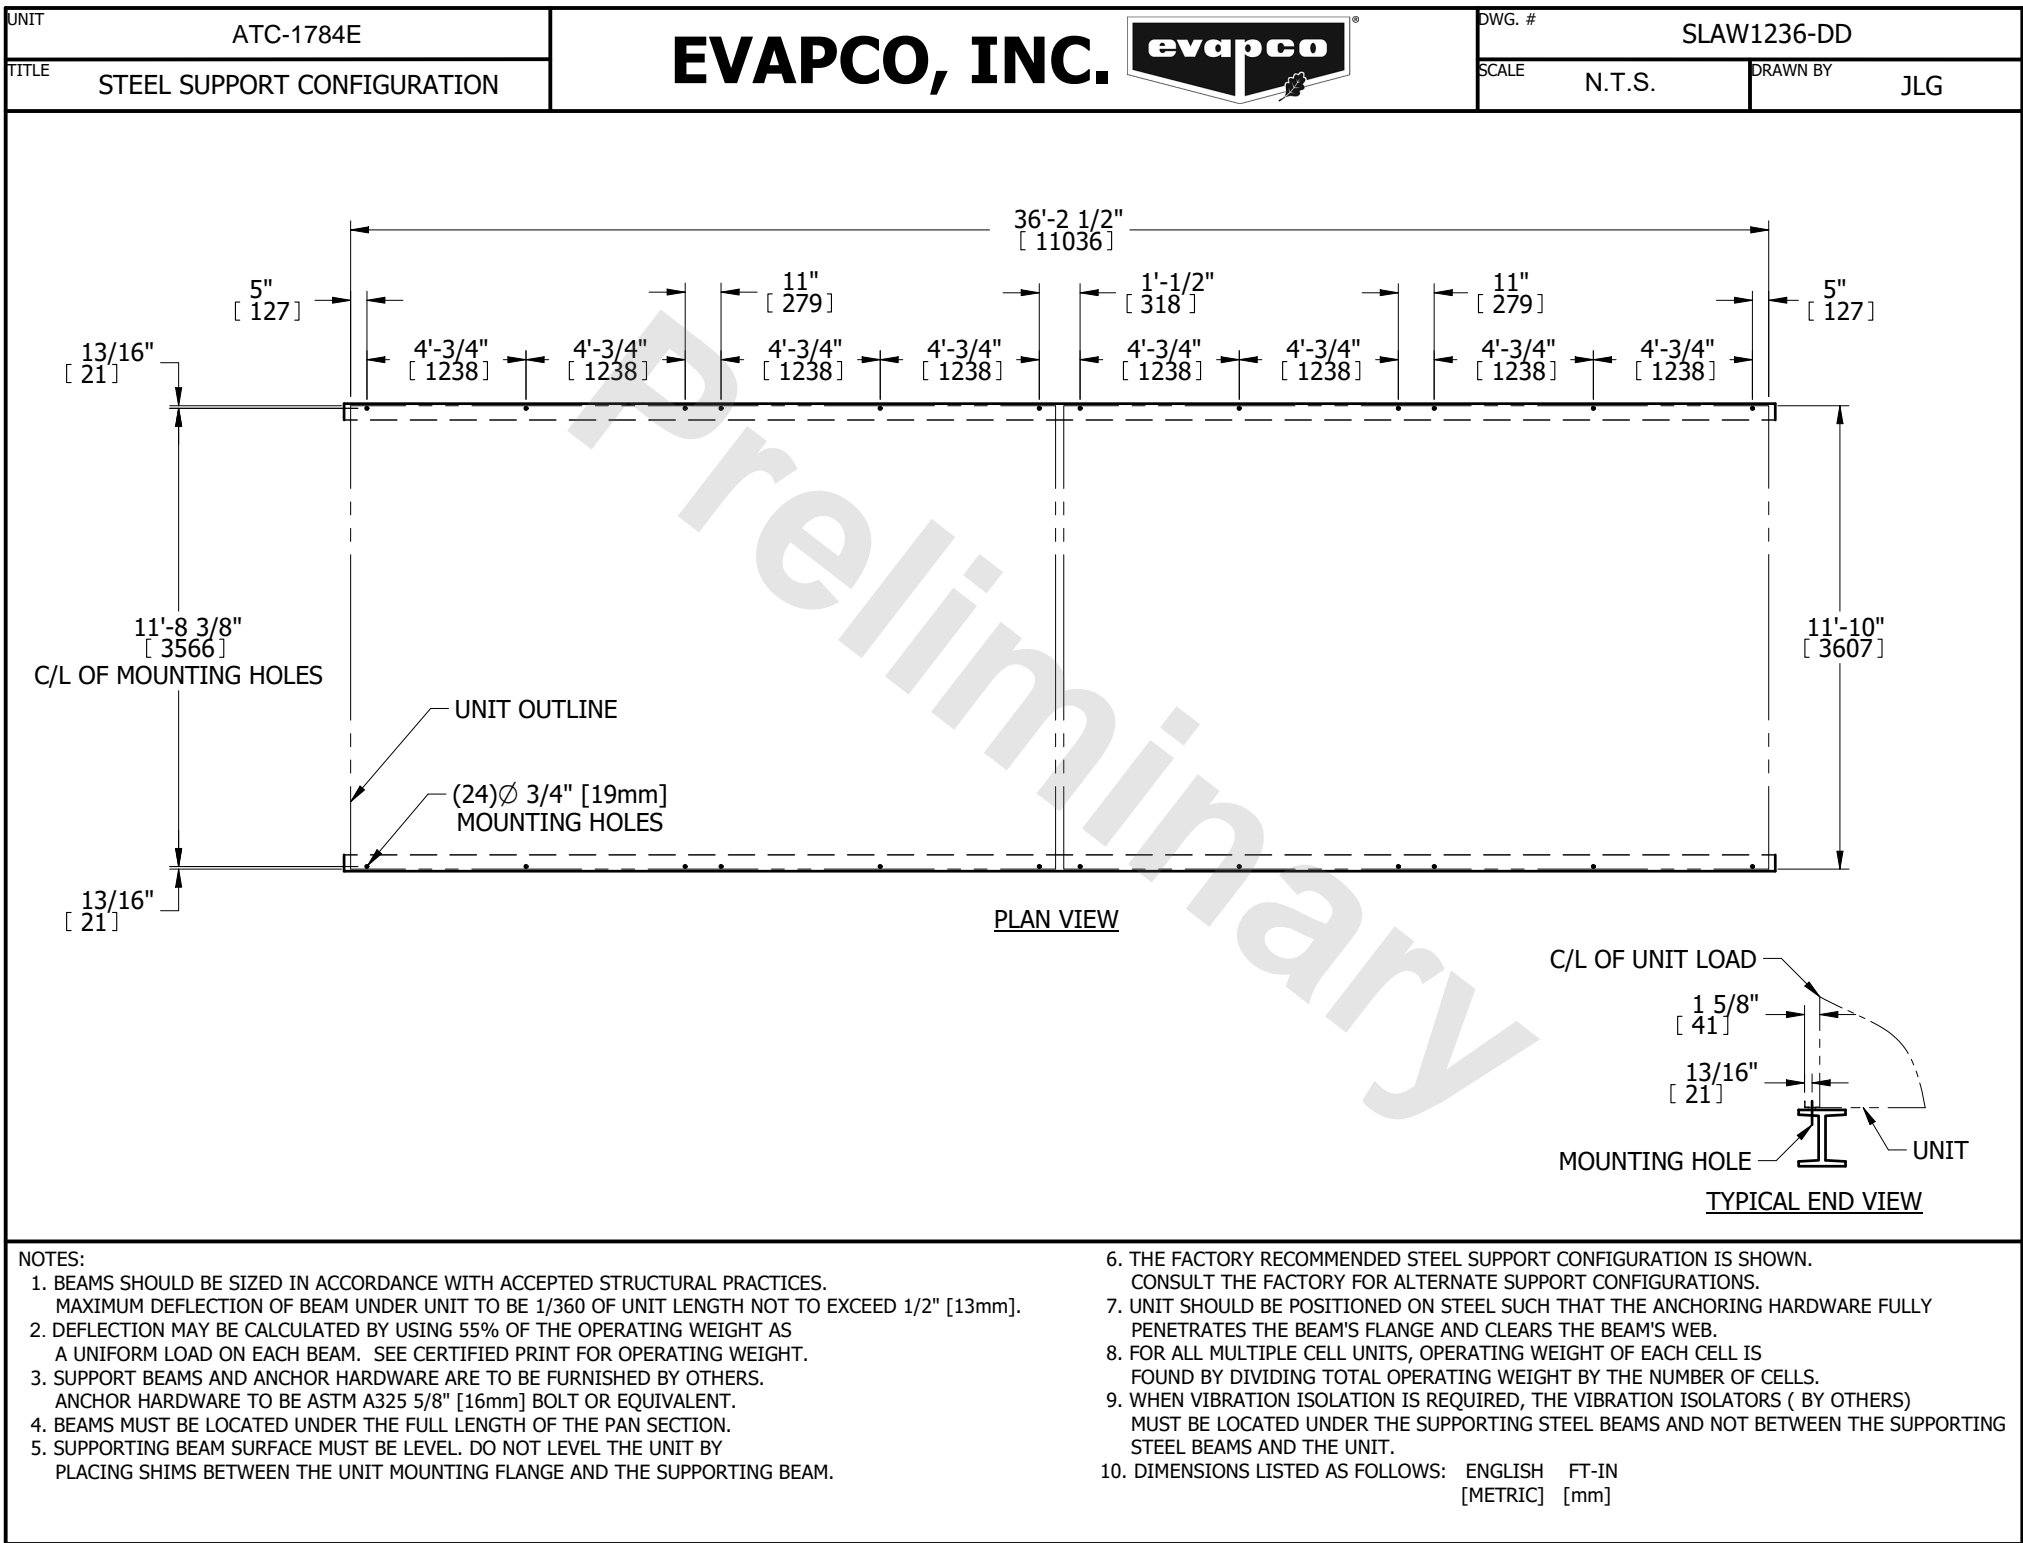 UNIT
ATC-1784E
TITLE
STEEL SUPPORT CONFIGURATION
EVAPCO, INC.
evapco
®
DWG. #
SLAW1236-DD
SCALE
N.T.S.
DRAWN BY
JLG
36'-2 1/2"
[ 11036 ]
5"
[ 127 ]
11"
[ 279 ]
1'-1/2"
[ 318 ]
11"
[ 279 ]
5"
[ 127 ]
13/16"
[ 21 ]
4'-3/4"
[ 1238 ]
4'-3/4"
[ 1238 ]
4'-3/4"
[ 1238 ]
4'-3/4"
[ 1238 ]
4'-3/4"
[ 1238 ]
4'-3/4"
[ 1238 ]
4'-3/4"
[ 1238 ]
4'-3/4"
[ 1238 ]
11'-8 3/8"
[ 3566 ]
C/L OF MOUNTING HOLES
11'-10"
[ 3607 ]
UNIT OUTLINE
(24)∅ 3/4" [19mm]
MOUNTING HOLES
13/16"
[ 21 ]
PLAN VIEW
Preliminary
C/L OF UNIT LOAD
1 5/8"
[ 41 ]
13/16"
[ 21 ]
MOUNTING HOLE
UNIT
TYPICAL END VIEW
NOTES:
1. BEAMS SHOULD BE SIZED IN ACCORDANCE WITH ACCEPTED STRUCTURAL PRACTICES.
MAXIMUM DEFLECTION OF BEAM UNDER UNIT TO BE 1/360 OF UNIT LENGTH NOT TO EXCEED 1/2" [13mm].
2. DEFLECTION MAY BE CALCULATED BY USING 55% OF THE OPERATING WEIGHT AS
A UNIFORM LOAD ON EACH BEAM. SEE CERTIFIED PRINT FOR OPERATING WEIGHT.
3. SUPPORT BEAMS AND ANCHOR HARDWARE ARE TO BE FURNISHED BY OTHERS.
ANCHOR HARDWARE TO BE ASTM A325 5/8" [16mm] BOLT OR EQUIVALENT.
4. BEAMS MUST BE LOCATED UNDER THE FULL LENGTH OF THE PAN SECTION.
5. SUPPORTING BEAM SURFACE MUST BE LEVEL. DO NOT LEVEL THE UNIT BY
PLACING SHIMS BETWEEN THE UNIT MOUNTING FLANGE AND THE SUPPORTING BEAM.
6. THE FACTORY RECOMMENDED STEEL SUPPORT CONFIGURATION IS SHOWN.
CONSULT THE FACTORY FOR ALTERNATE SUPPORT CONFIGURATIONS.
7. UNIT SHOULD BE POSITIONED ON STEEL SUCH THAT THE ANCHORING HARDWARE FULLY
PENETRATES THE BEAM'S FLANGE AND CLEARS THE BEAM'S WEB.
8. FOR ALL MULTIPLE CELL UNITS, OPERATING WEIGHT OF EACH CELL IS
FOUND BY DIVIDING TOTAL OPERATING WEIGHT BY THE NUMBER OF CELLS.
9. WHEN VIBRATION ISOLATION IS REQUIRED, THE VIBRATION ISOLATORS ( BY OTHERS)
MUST BE LOCATED UNDER THE SUPPORTING STEEL BEAMS AND NOT BETWEEN THE SUPPORTING
STEEL BEAMS AND THE UNIT.
10. DIMENSIONS LISTED AS FOLLOWS: ENGLISH FT-IN
[METRIC] [mm]